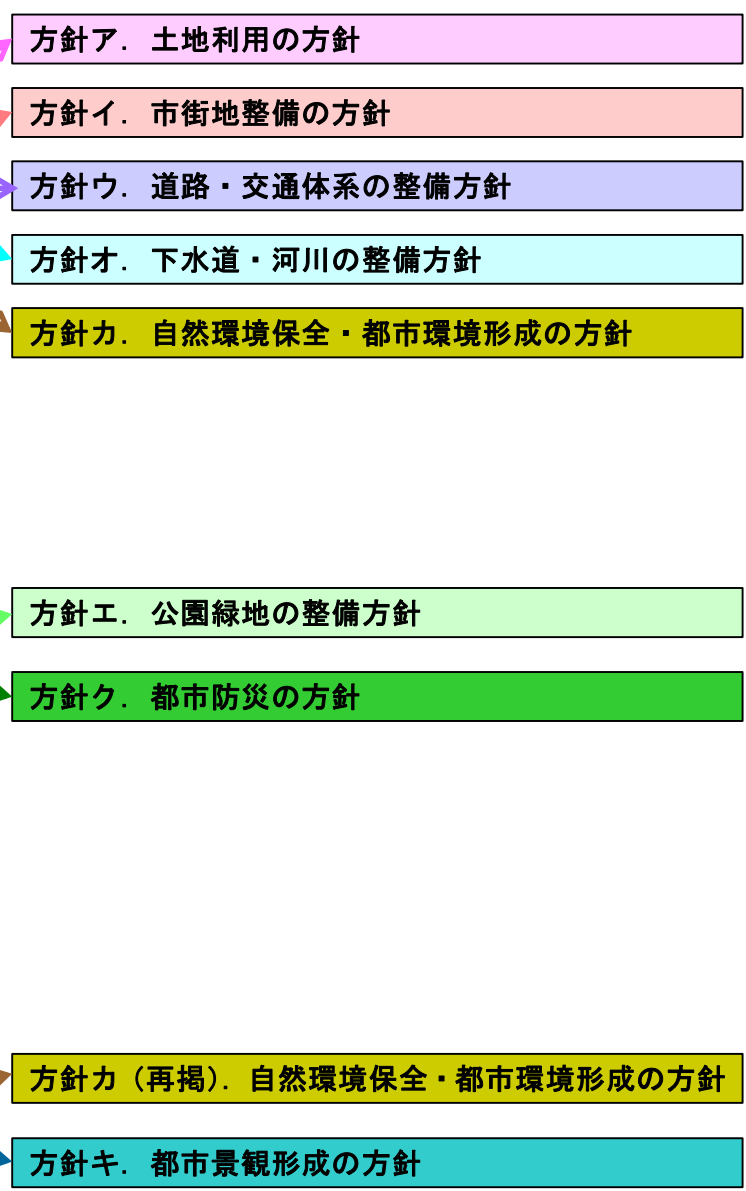 方針ア．土地利用の方針
方針イ．市街地整備の方針
方針ウ．道路・交通体系の整備方針
方針オ．下水道・河川の整備方針
方針カ．自然環境保全・都市環境形成の方針
方針エ．公園緑地の整備方針
方針ク．都市防災の方針
方針カ（再掲）．自然環境保全・都市環境形成の方針
方針キ．都市景観形成の方針